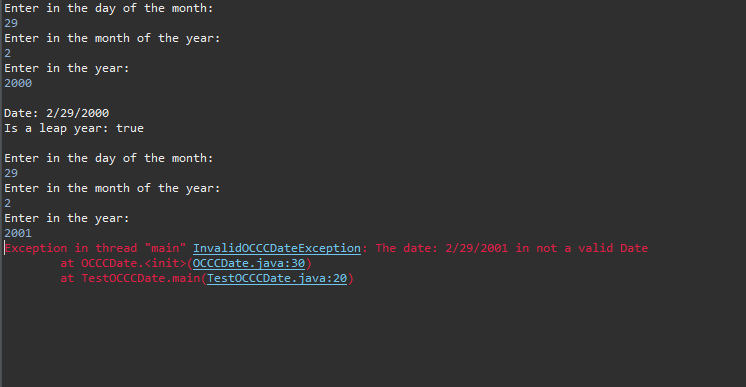 Enter in the day of the month:
29
Enter in the month of the year:
2
Enter in the year:
2000
Date: 2/29/2000
Is a leap year: true
Enter in the day of the month:
29
Enter in the month of the year:
2
Enter in the year:
2001
Exception in thread "main" InvalidOCCCDateException: The date: 2/29/2001 in not a valid Date
at OCCCDate.<init>(OCCCDate.java:30)
at TestOCCCDate.main(TestOCCCDate.java:20)